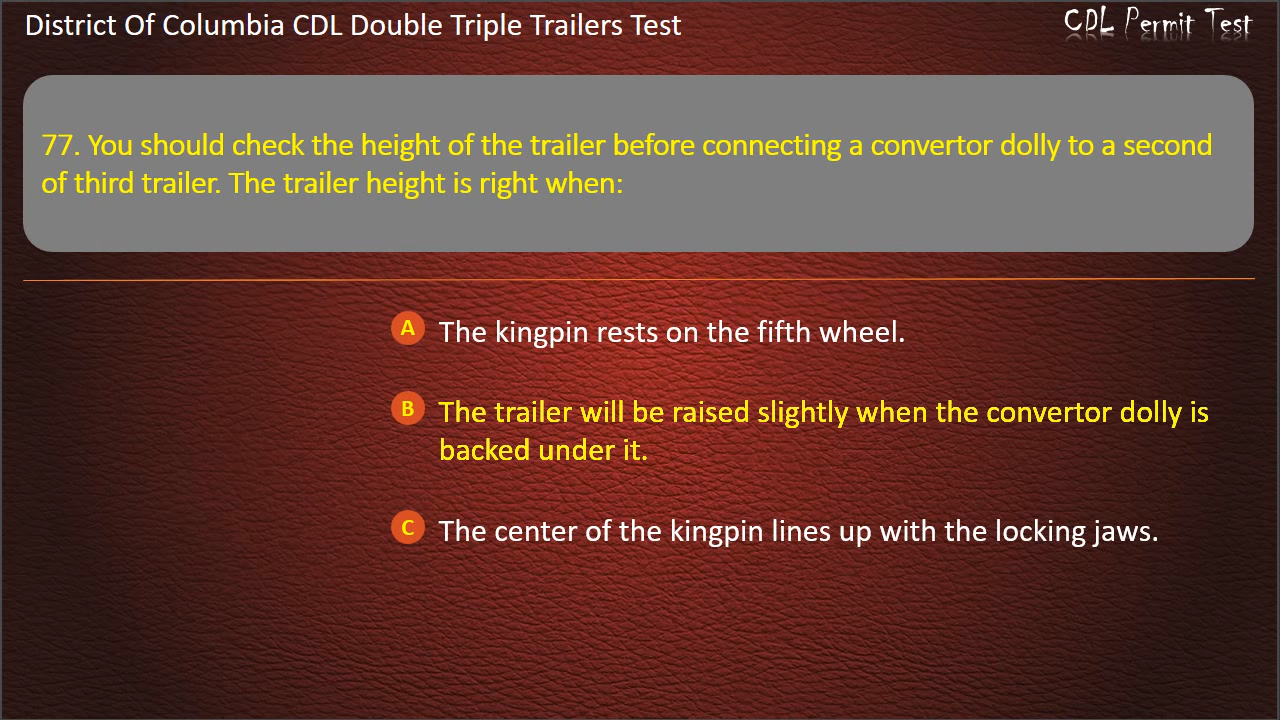 District Of Columbia CDL Double Triple Trailers Test
CDL Permit Test
77. You should check the height of the trailer before connecting a convertor dolly to a second
of third trailer. The trailer height is right when:
A The kingpin rests on the fifth wheel.
B The trailer will be raised slightly when the convertor dolly is
backed under it.
C The center of the kingpin lines up with the locking jaws.